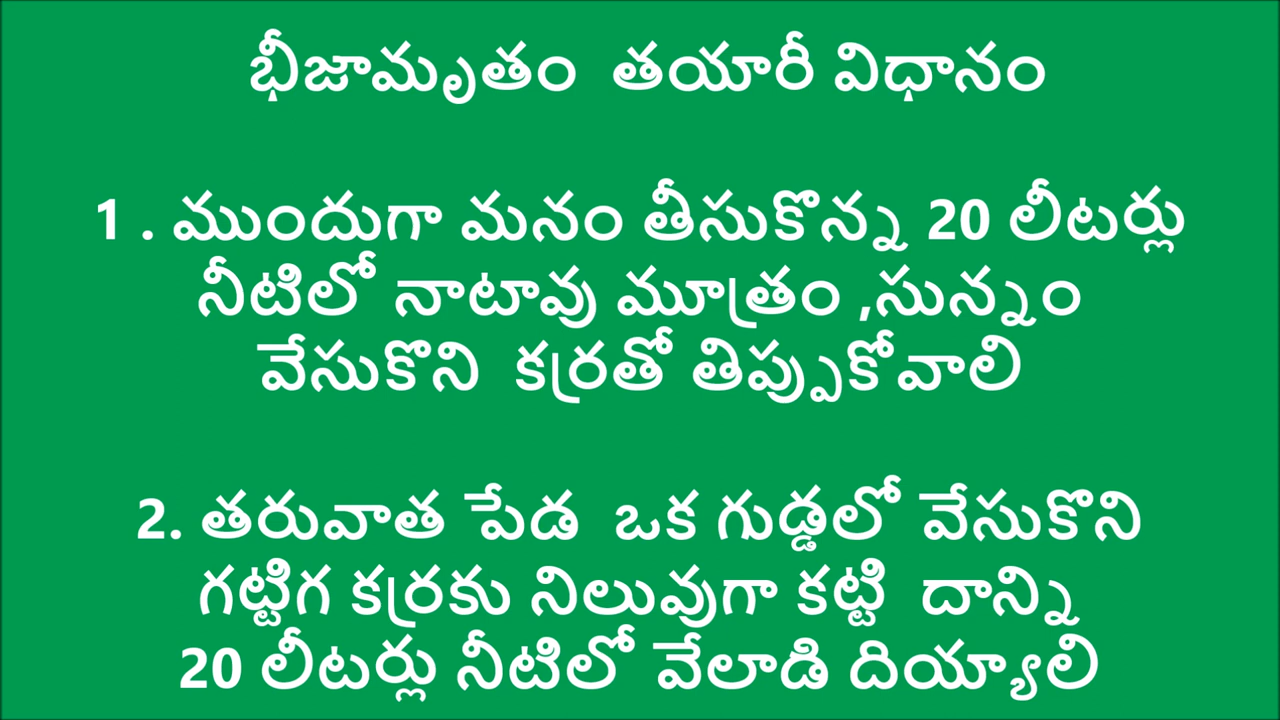 భీజామృతం  తయారీ విధానం
1 . ముందుగా మనం తీసుకొన్న 20 లీటర్లు
నీటిలో నాటావు మూత్రం ,సున్నం
వేసుకొని  కర్రతో తిప్పుకోవాలి
2. తరువాత పేడ  ఒక గుడ్డలో వేసుకొని
గట్టిగ కర్రకు నిలువుగా కట్టి  దాన్ని
20 లీటర్లు నీటిలో వేలాడి దియ్యాలి